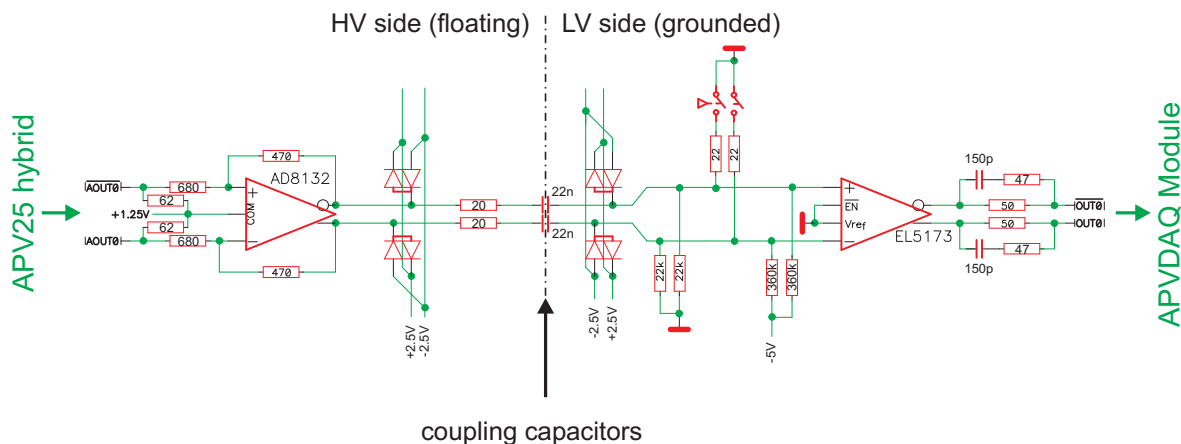 HV side (floating)
LV side (grounded)
APV25 hybrid
AOUT0
AOUT0
+1.25V
680
62
62
680
470
470
AD8132
+
COM
−
+2.5V
-2.5V
20
20
22n
22n
-2.5V
+2.5V
22k
22k
22
22
360k
360k
-5V
+
EN
Vref
−
EL5173
150p
47
50
50
150p
47
OUT0
OUT0
APVDAQ Module
coupling capacitors